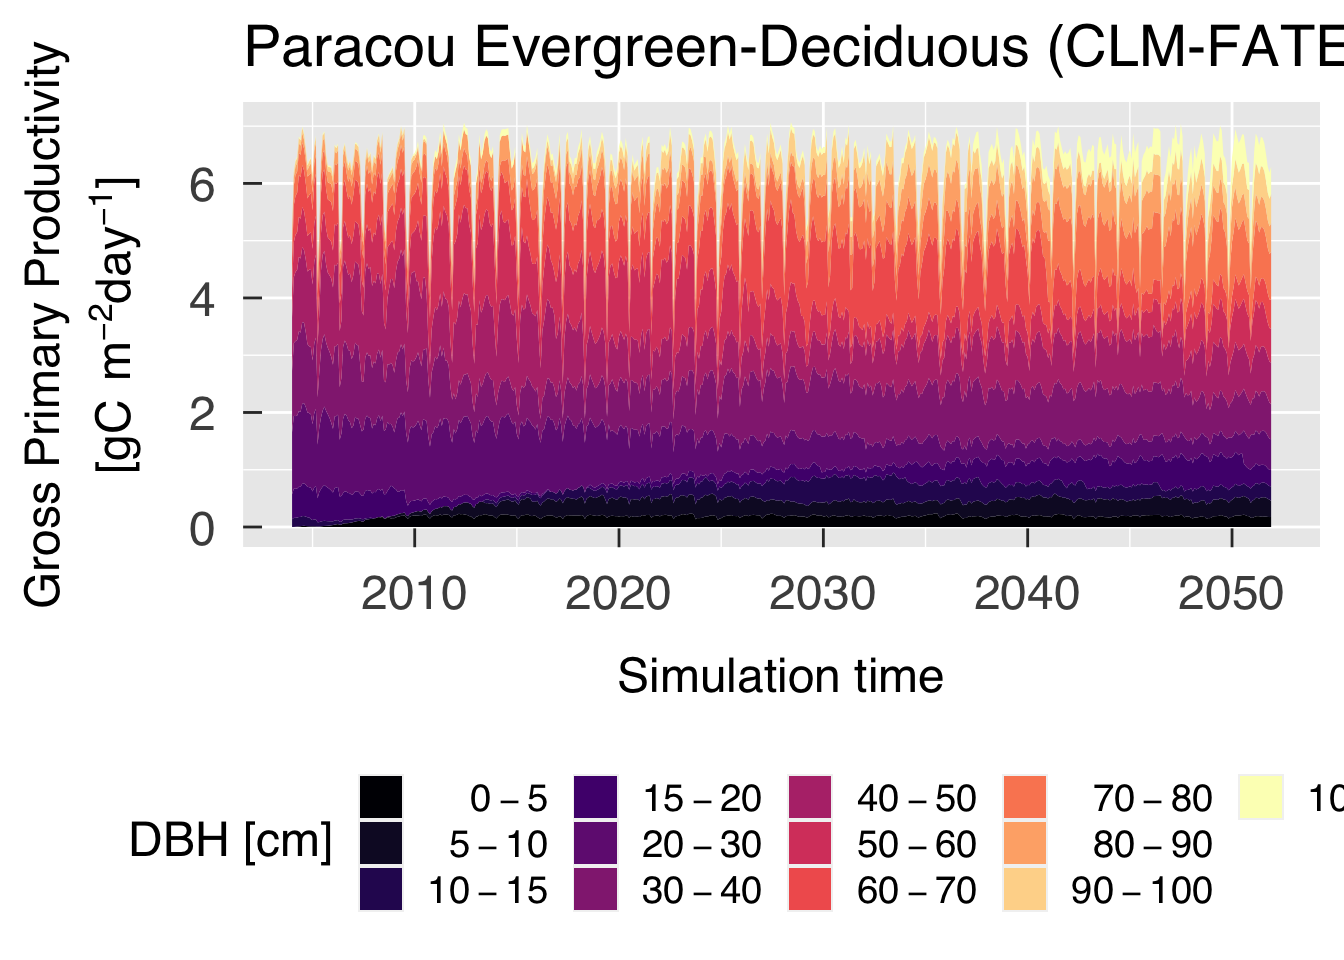 Paracou Evergreen-Deciduous (CLM-FATE
Gross Primary Productivity
[gC m⁻²day⁻¹]
6
4
2
0
2010 2020 2030 2040 2050
Simulation time
DBH [cm]
0 – 5 15 – 20 40 – 50 70 – 80 10
5 – 10 20 – 30 50 – 60 80 – 90
10 – 15 30 – 40 60 – 70 90 – 100